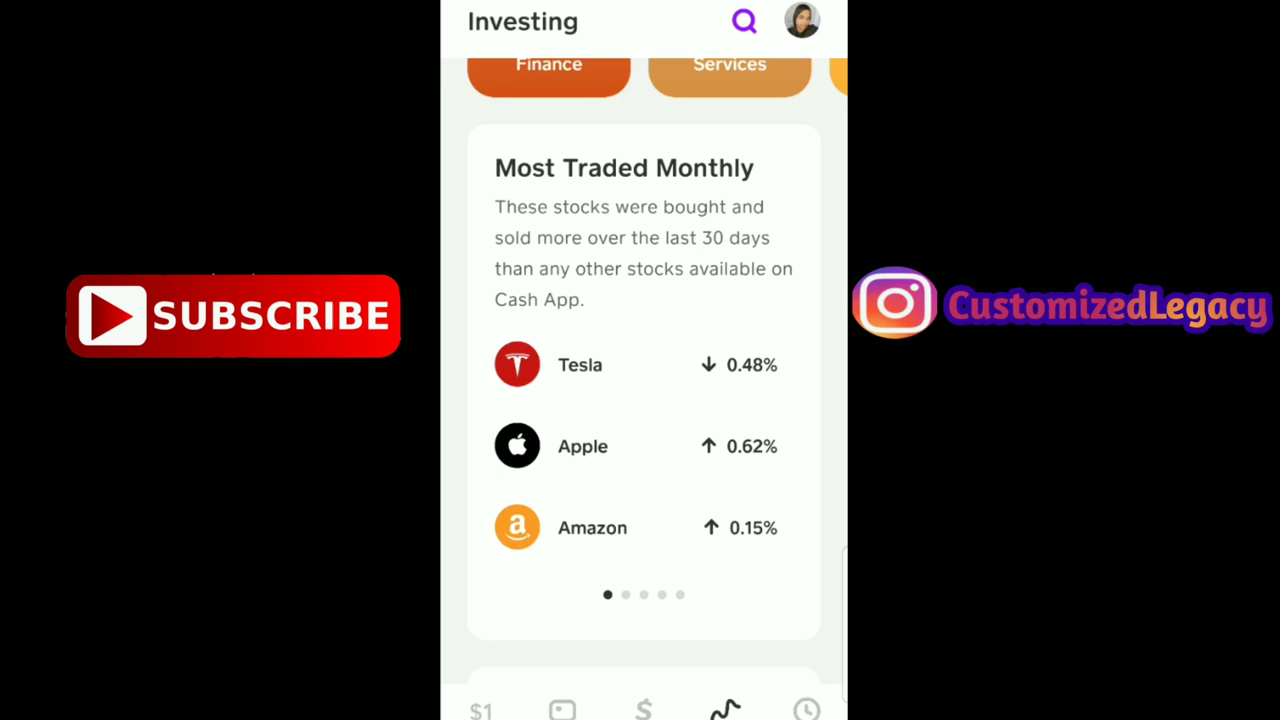 Investing
Finance
Services
Most Traded Monthly
These stocks were bought and
sold more over the last 30 days
than any other stocks available on
Cash App.
Tesla ↓ 0.48%
Apple ↑ 0.62%
Amazon ↑ 0.15%
$1
$
SUBSCRIBE
CustomizedLegacy